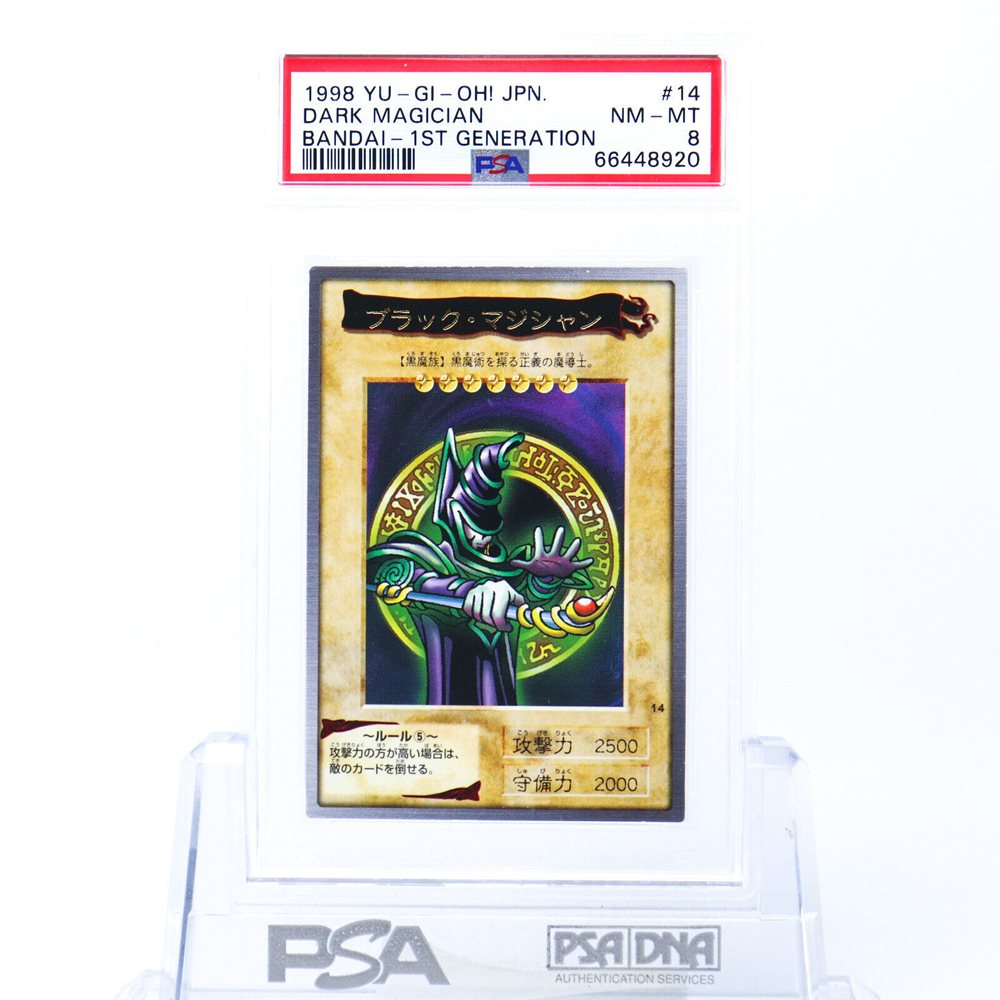 1998 YU-GI-OH! JPN. #14
DARK MAGICIAN NM-MT
BANDAI-1ST GENERATION 8
PSA 66448920
ブラック・マジシャン
【黒魔族】黒魔術を操る正義の魔導士。
14
~ルール⑤~
攻撃力の方が高い場合は、
敵のカードを倒せる。
攻撃力 2500
守備力 2000
PSA
PSA DNA
AUTHENTICATION SERVICES